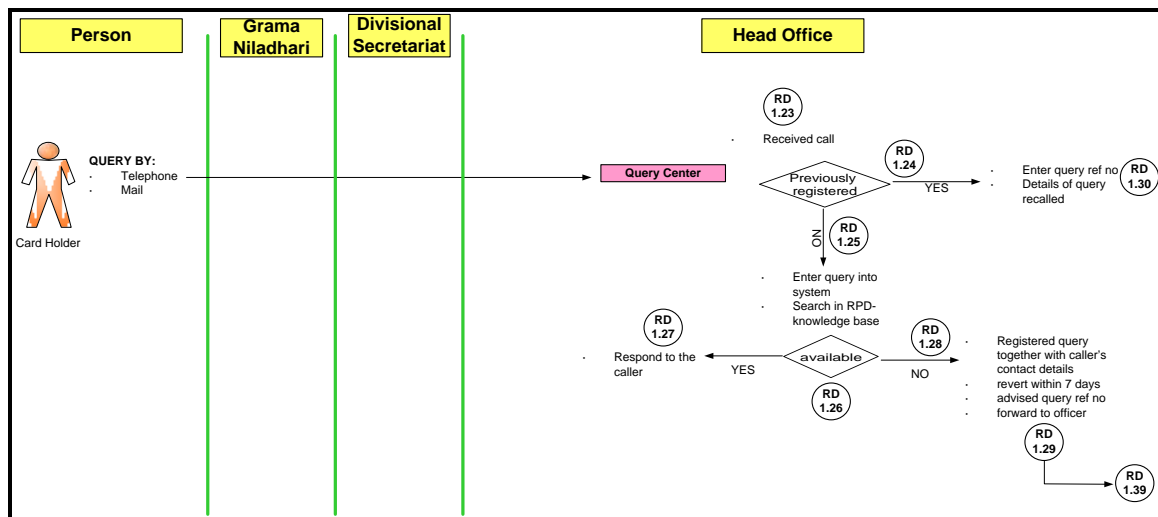 Person
Grama
Niladhari
Divisional
Secretariat
Head Office
RD
1.23
· Received call
QUERY BY:
· Telephone
· Mail
Card Holder
Query Center
Previously
registered
RD
1.24
YES
· Enter query ref no
· Details of query
recalled
RD
1.30
NO
RD
1.25
· Enter query into
system
· Search in RPD-
knowledge base
RD
1.27
· Respond to the
caller
YES
available
RD
1.26
RD
1.28
NO
· Registered query
together with caller's
contact details
· revert within 7 days
· advised query ref no
· forward to officer
RD
1.29
RD
1.39